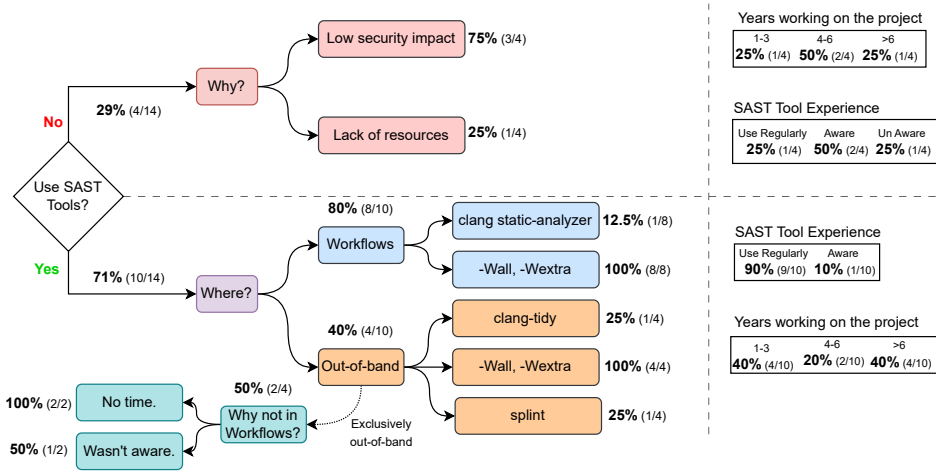 Low security impact 75% (3/4)
Why?
29% (4/14)
No
Lack of resources 25% (1/4)
Years working on the project
1-3 4-6 >6
25% (1/4) 50% (2/4) 25% (1/4)
SAST Tool Experience
Use Regularly Aware Un Aware
25% (1/4) 50% (2/4) 25% (1/4)
Use SAST
Tools?
Yes
71% (10/14)
Where?
80% (8/10)
Workflows
clang static-analyzer 12.5% (1/8)
-Wall, -Wextra 100% (8/8)
40% (4/10)
Out-of-band
clang-tidy 25% (1/4)
-Wall, -Wextra 100% (4/4)
splint 25% (1/4)
Exclusively
out-of-band
50% (2/4)
Why not in
Workflows?
100% (2/2) No time.
50% (1/2) Wasn't aware.
SAST Tool Experience
Use Regularly Aware
90% (9/10) 10% (1/10)
Years working on the project
1-3 4-6 >6
40% (4/10) 20% (2/10) 40% (4/10)